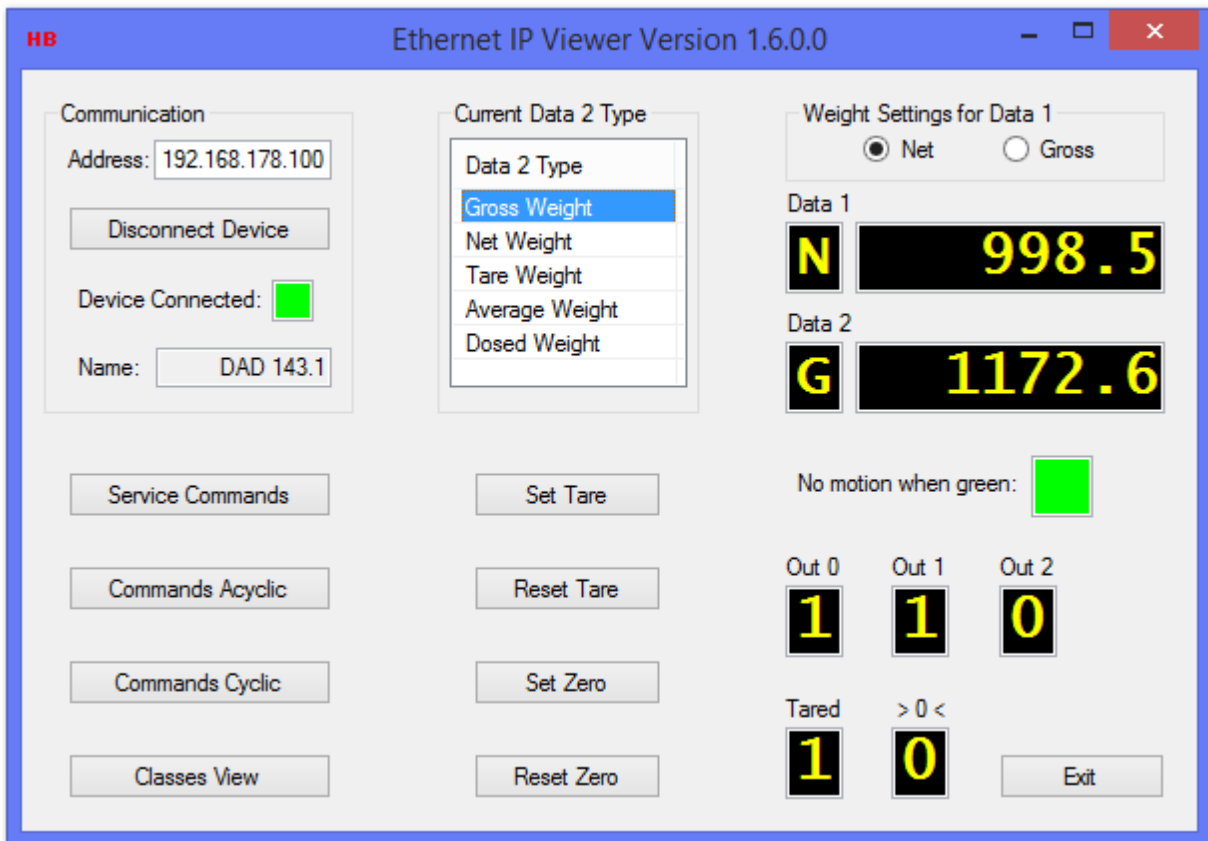 HB
Ethernet IP Viewer Version 1.6.0.0
Communication
Address: 192.168.178.100
Disconnect Device
Device Connected:
Name: DAD 143.1
Current Data 2 Type
Data 2 Type
Gross Weight
Net Weight
Tare Weight
Average Weight
Dosed Weight
Weight Settings for Data 1
Net Gross
Data 1
N 998.5
Data 2
G 1172.6
No motion when green:
Service Commands
Commands Acyclic
Commands Cyclic
Classes View
Set Tare
Reset Tare
Set Zero
Reset Zero
Out 0 Out 1 Out 2
1 1 0
Tared > 0 <
1 0
Exit